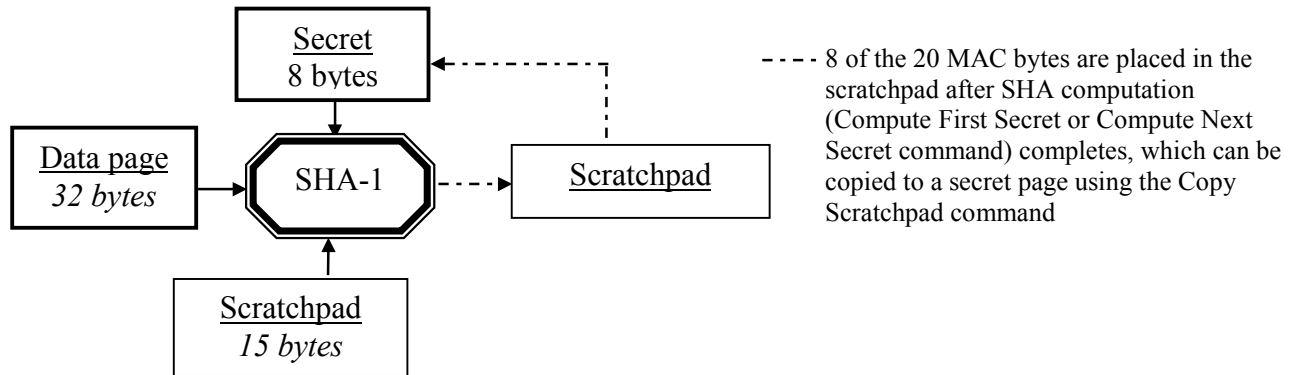 Secret
8 bytes
Data page
32 bytes
SHA-1
Scratchpad
Scratchpad
15 bytes
8 of the 20 MAC bytes are placed in the
scratchpad after SHA computation
(Compute First Secret or Compute Next
Secret command) completes, which can be
copied to a secret page using the Copy
Scratchpad command